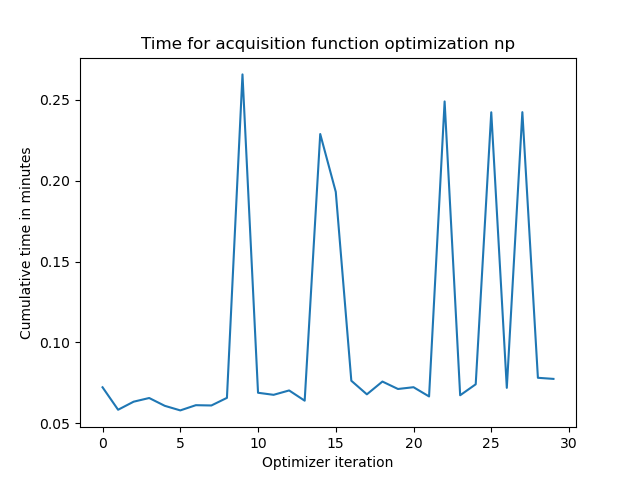 Time for acquisition function optimization np
Cumulative time in minutes
0.25
0.20
0.15
0.10
0.05
0 5 10 15 20 25 30
Optimizer iteration